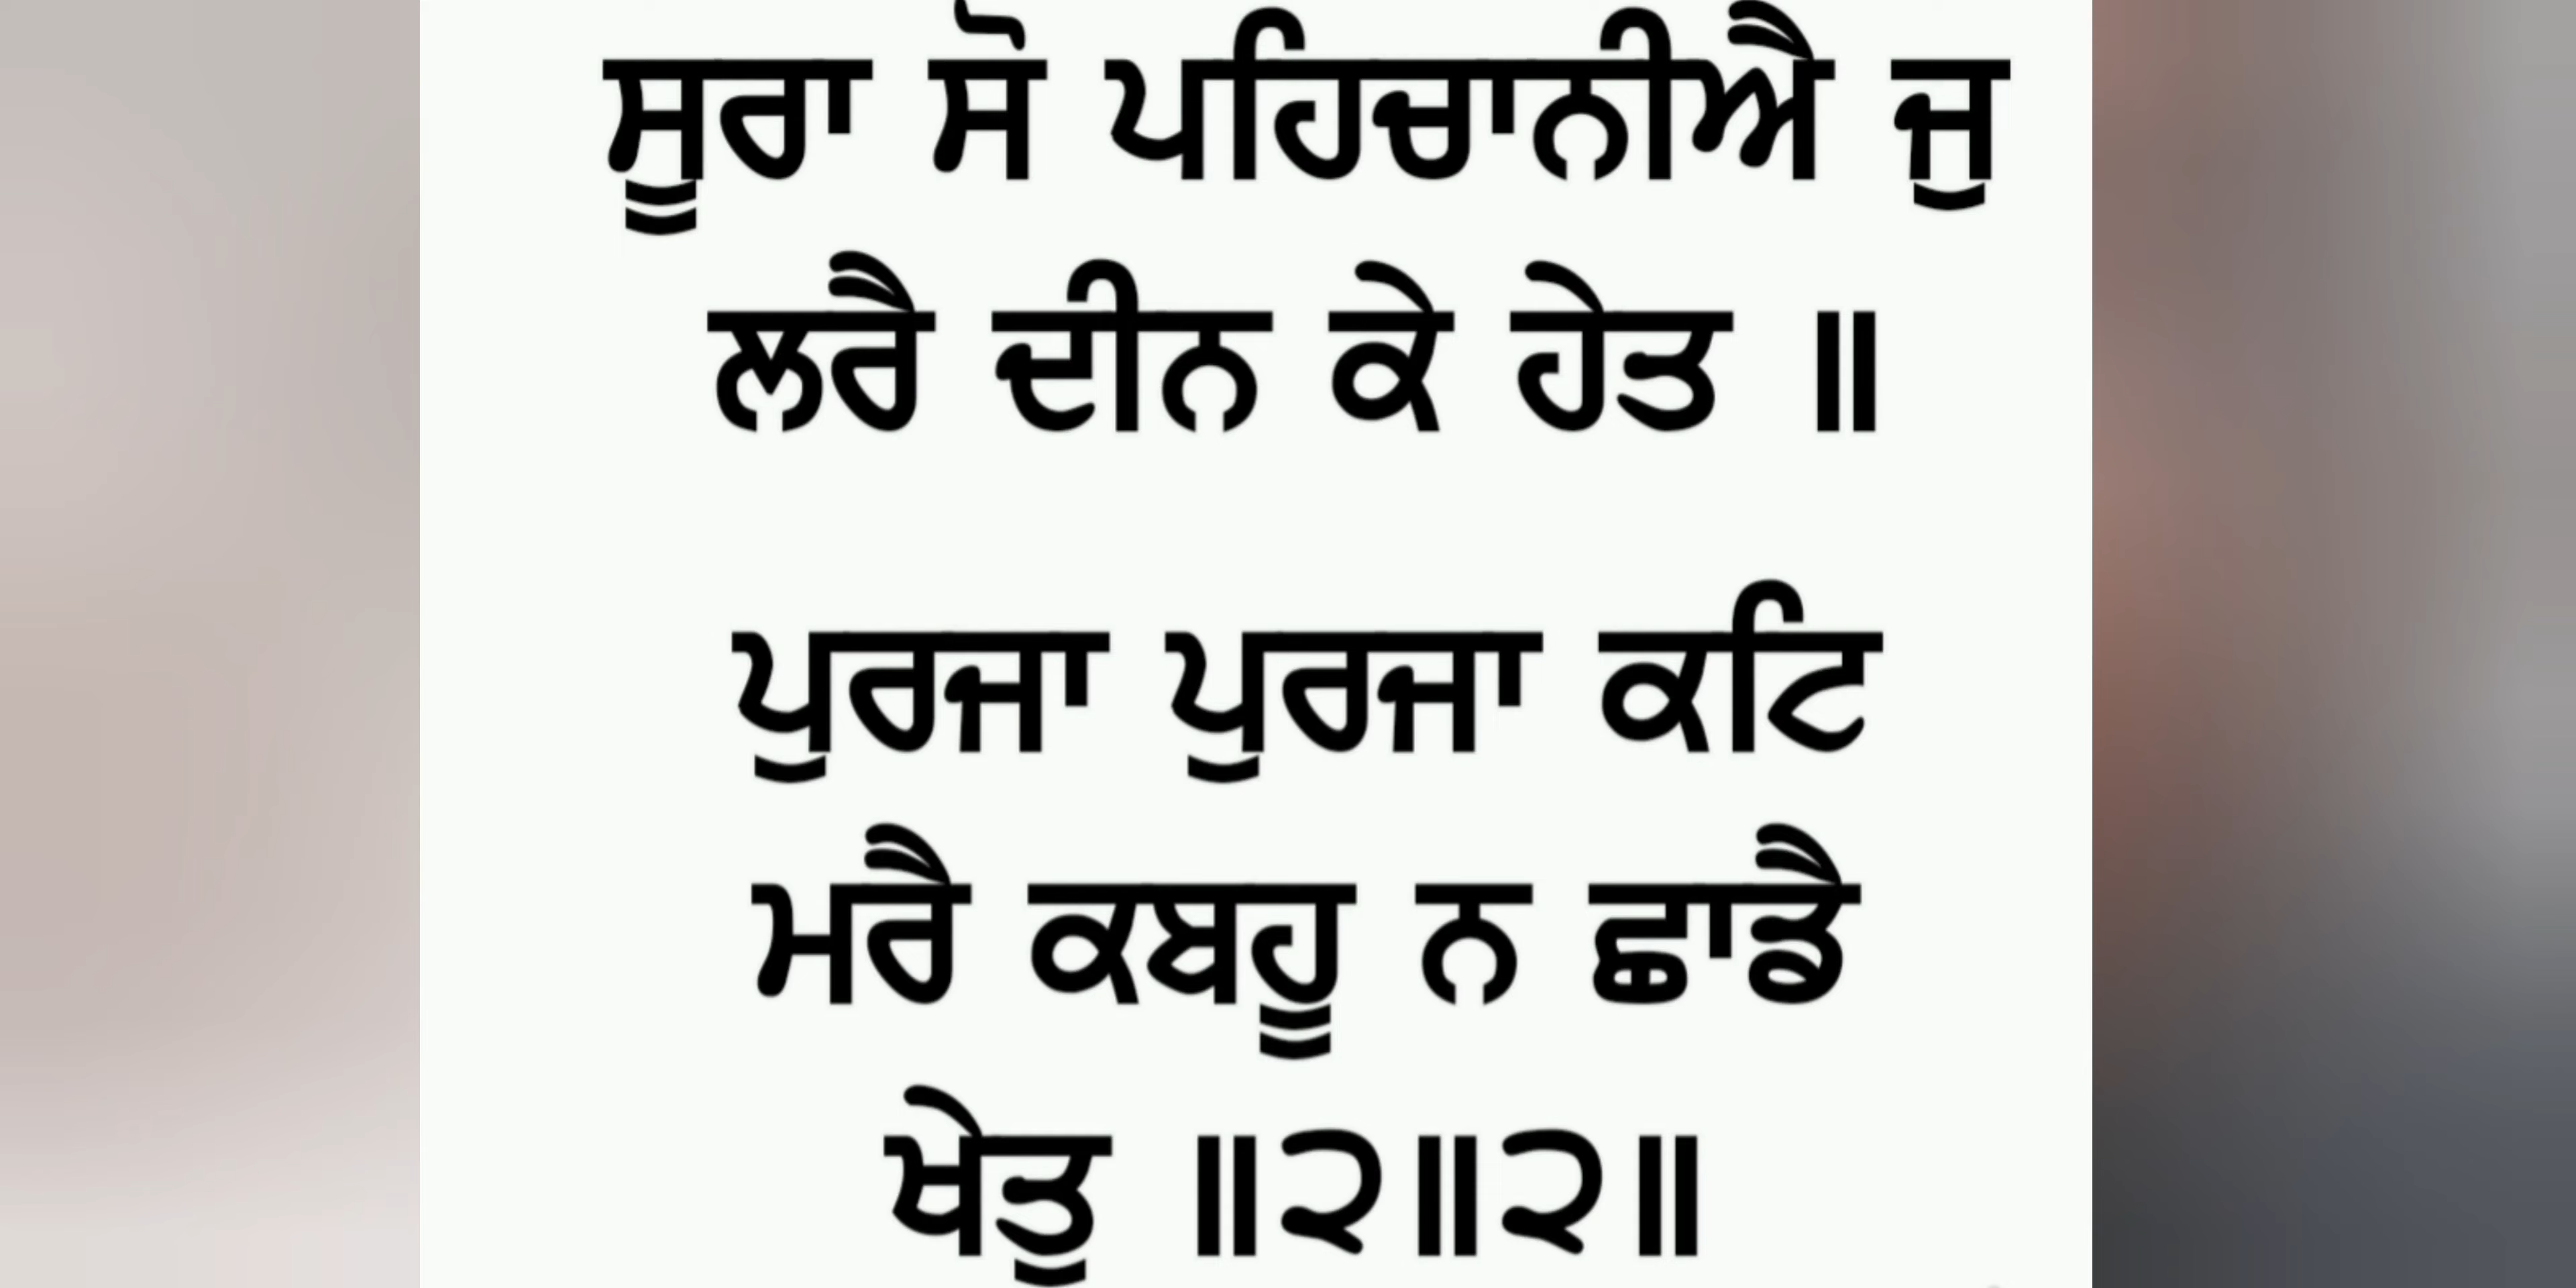 ਸੂਰਾ ਸੋ ਪਹਿਚਾਨੀਐ ਜੁ
ਲਰੈ ਦੀਨ ਕੇ ਹੇਤ ॥
ਪੁਰਜਾ ਪੁਰਜਾ ਕਟਿ
ਮਰੈ ਕਬਹੂ ਨ ਛਾਡੈ
ਖੇਤੁ ॥੨॥੨॥